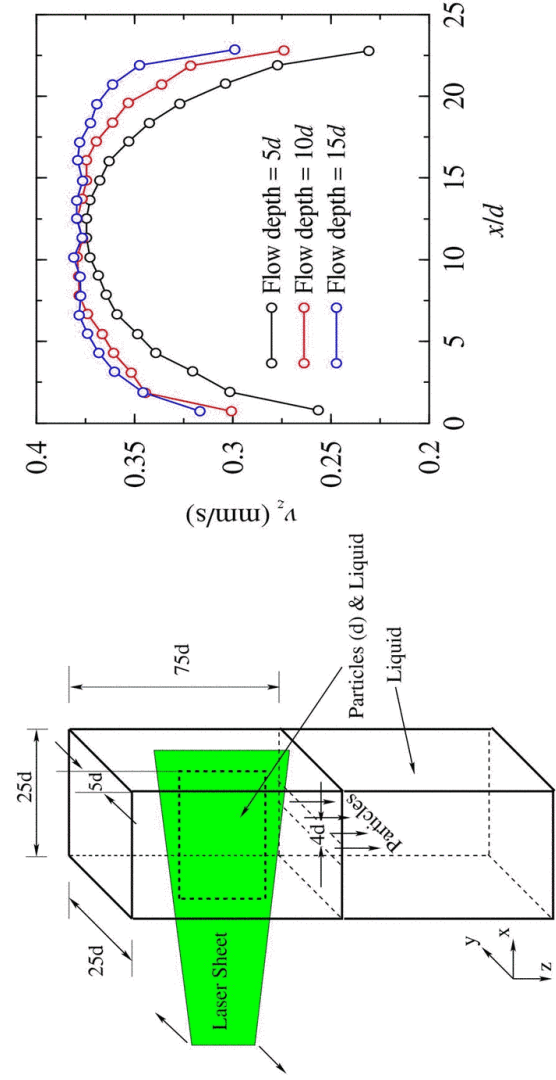 25d
25d
5d
75d
Laser Sheet
Particles (d) & Liquid
4d
Particles
Liquid
y
x
z
0.4
0.35
0.3
0.25
0.2
v_z (mm/s)
0
5
10
15
20
25
x/d
Flow depth = 5d
Flow depth = 10d
Flow depth = 15d